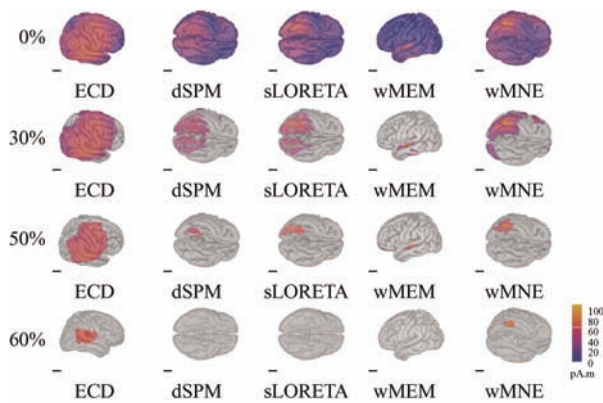 0%
ECD dSPM sLORETA wMEM wMNE
30%
ECD dSPM sLORETA wMEM wMNE
50%
ECD dSPM sLORETA wMEM wMNE
60%
ECD dSPM sLORETA wMEM wMNE
100
80
60
40
20
0
pA.m